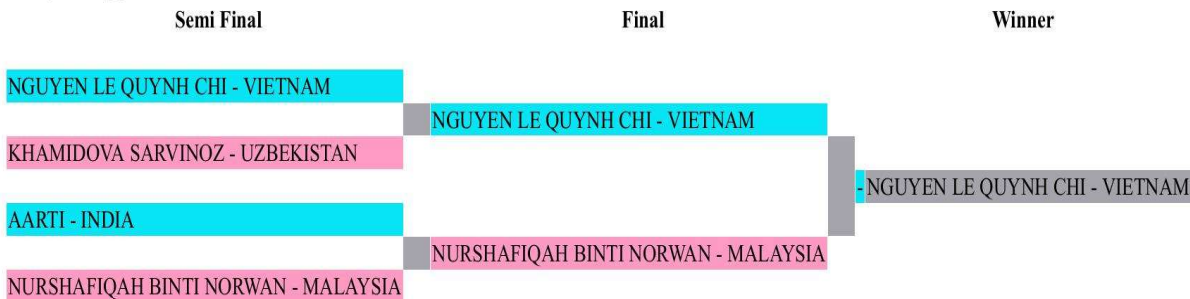 Semi Final
Final
Winner
NGUYEN LE QUYNH CHI - VIETNAM
NGUYEN LE QUYNH CHI - VIETNAM
KHAMIDOVA SARVINOZ - UZBEKISTAN
- NGUYEN LE QUYNH CHI - VIETNAM
AARTI - INDIA
NURSHAFIQAH BINTI NORWAN - MALAYSIA
NURSHAFIQAH BINTI NORWAN - MALAYSIA